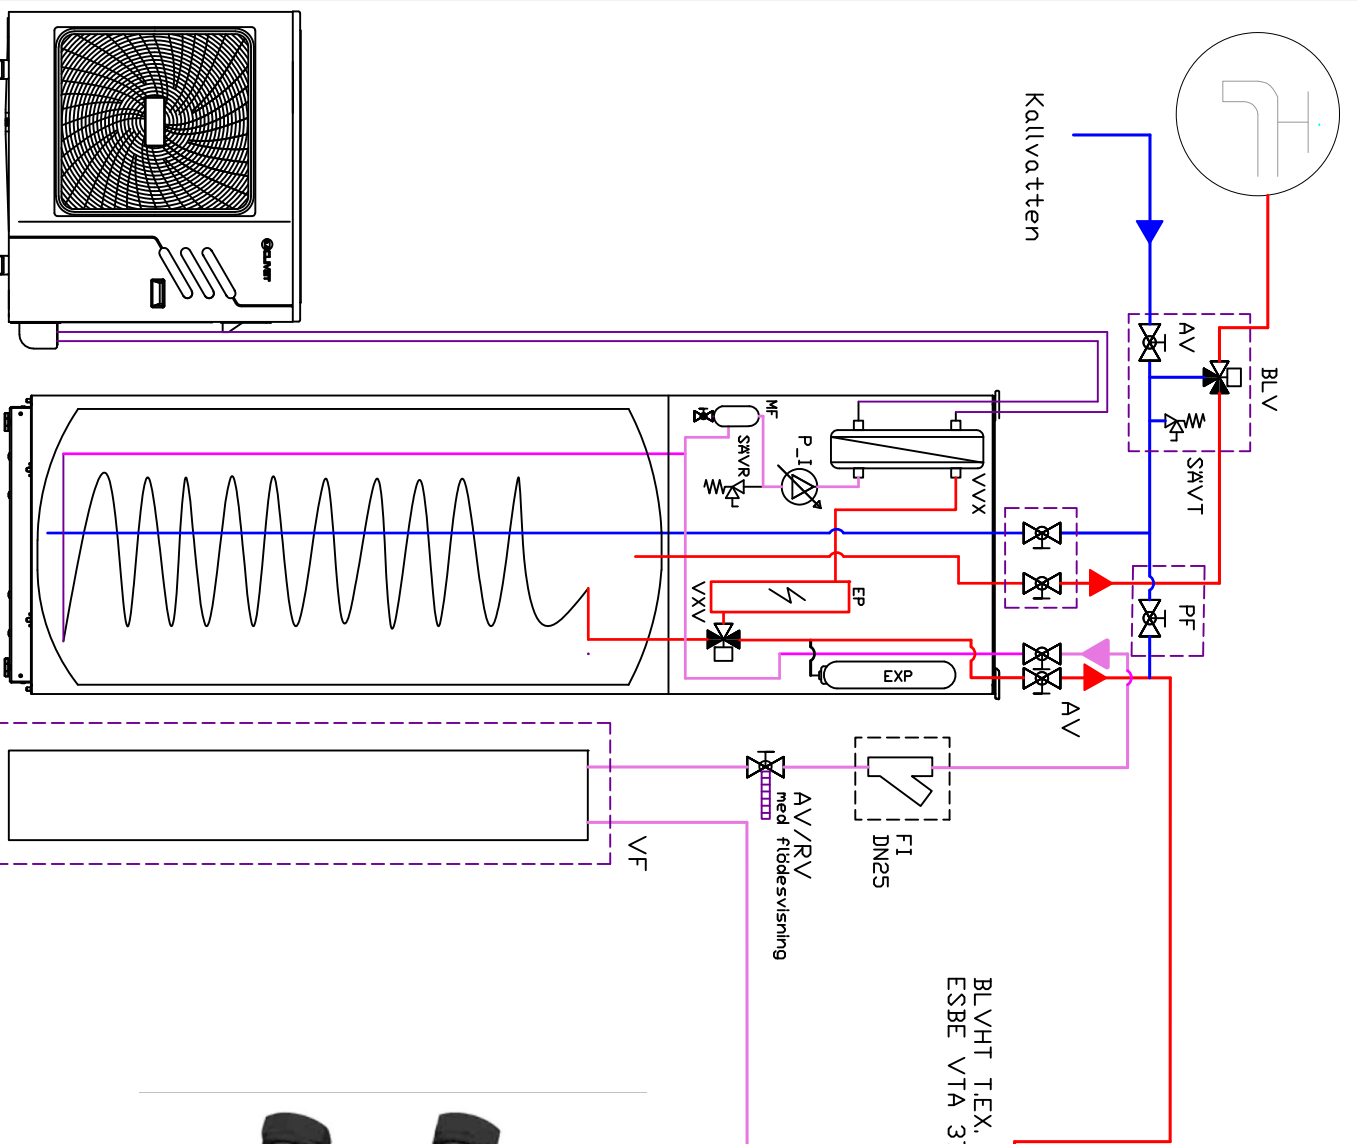 Kallvatten
AV
BLV
SÄVT
CLIVET
MF
SÄVR
P_I
VVX
PF
EP
VXV
EXP
AV
FI
DN25
AV/RV
med flödesvisning
VF
BLVHT T.EX.
ESBE VTA